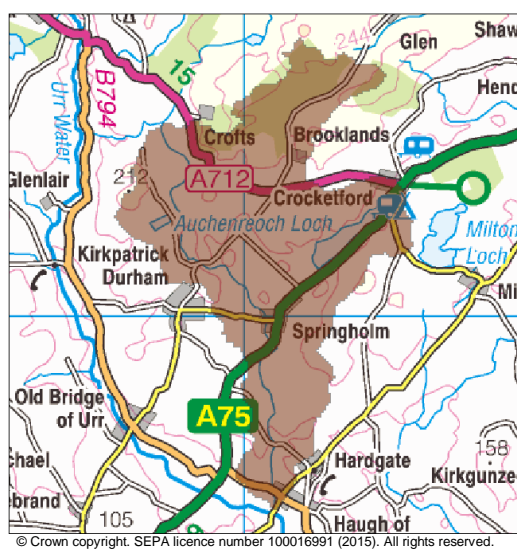 244
Glen
Shaw
15
B794
Urr Water
Hend
Crofts
Brooklands
Glenlair
212
A712
Crocketford
Auchenreoch Loch
Milton
Loch
Kirkpatrick
Durham
Mi
Springholm
Old Bridge
of Urr
A75
chael
Hardgate
158
Kirkgunze
ebrand
105
Haugh of
© Crown copyright. SEPA licence number 100016991 (2015). All rights reserved.